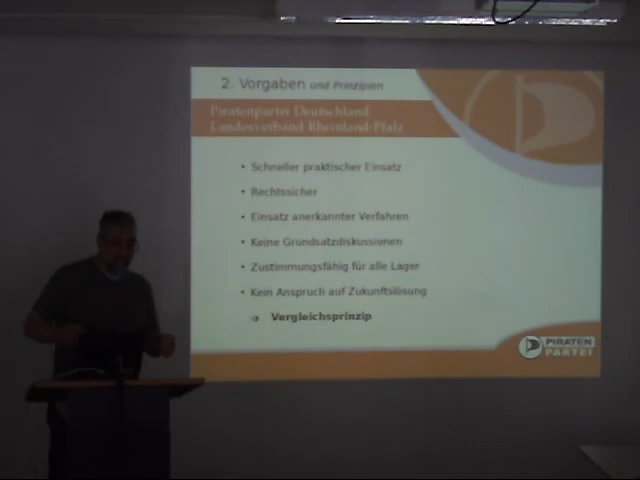 2. Vorgaben und Prinzipien
Piratenpartei Deutschland
Landesverband Rheinland-Pfalz
• Schneller praktischer Einsatz
• Rechtssicher
• Einsatz anerkannter Verfahren
• Keine Grundsatzdiskussionen
• Zustimmungsfähig für alle Lager
• Kein Anspruch auf Zukunftslösung
➔ Vergleichsprinzip
PIRATEN
PARTEI